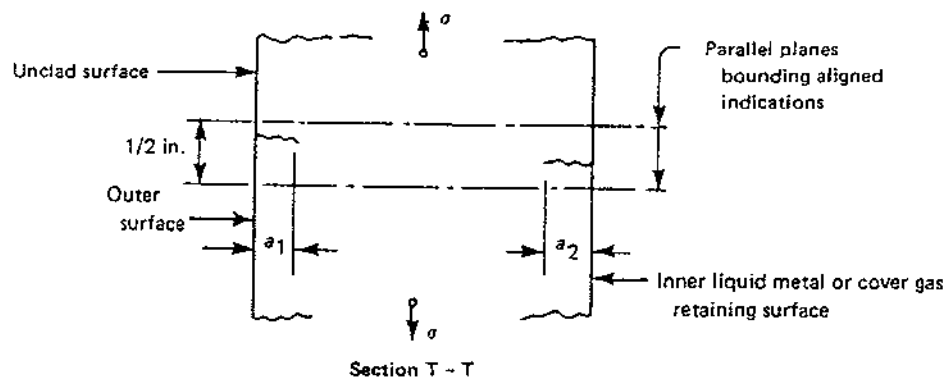 σ
Unclad surface
Parallel planes
bounding aligned
indications
1/2 in.
Outer
surface
a1
a2
Inner liquid metal or cover gas
retaining surface
σ
Section T - T